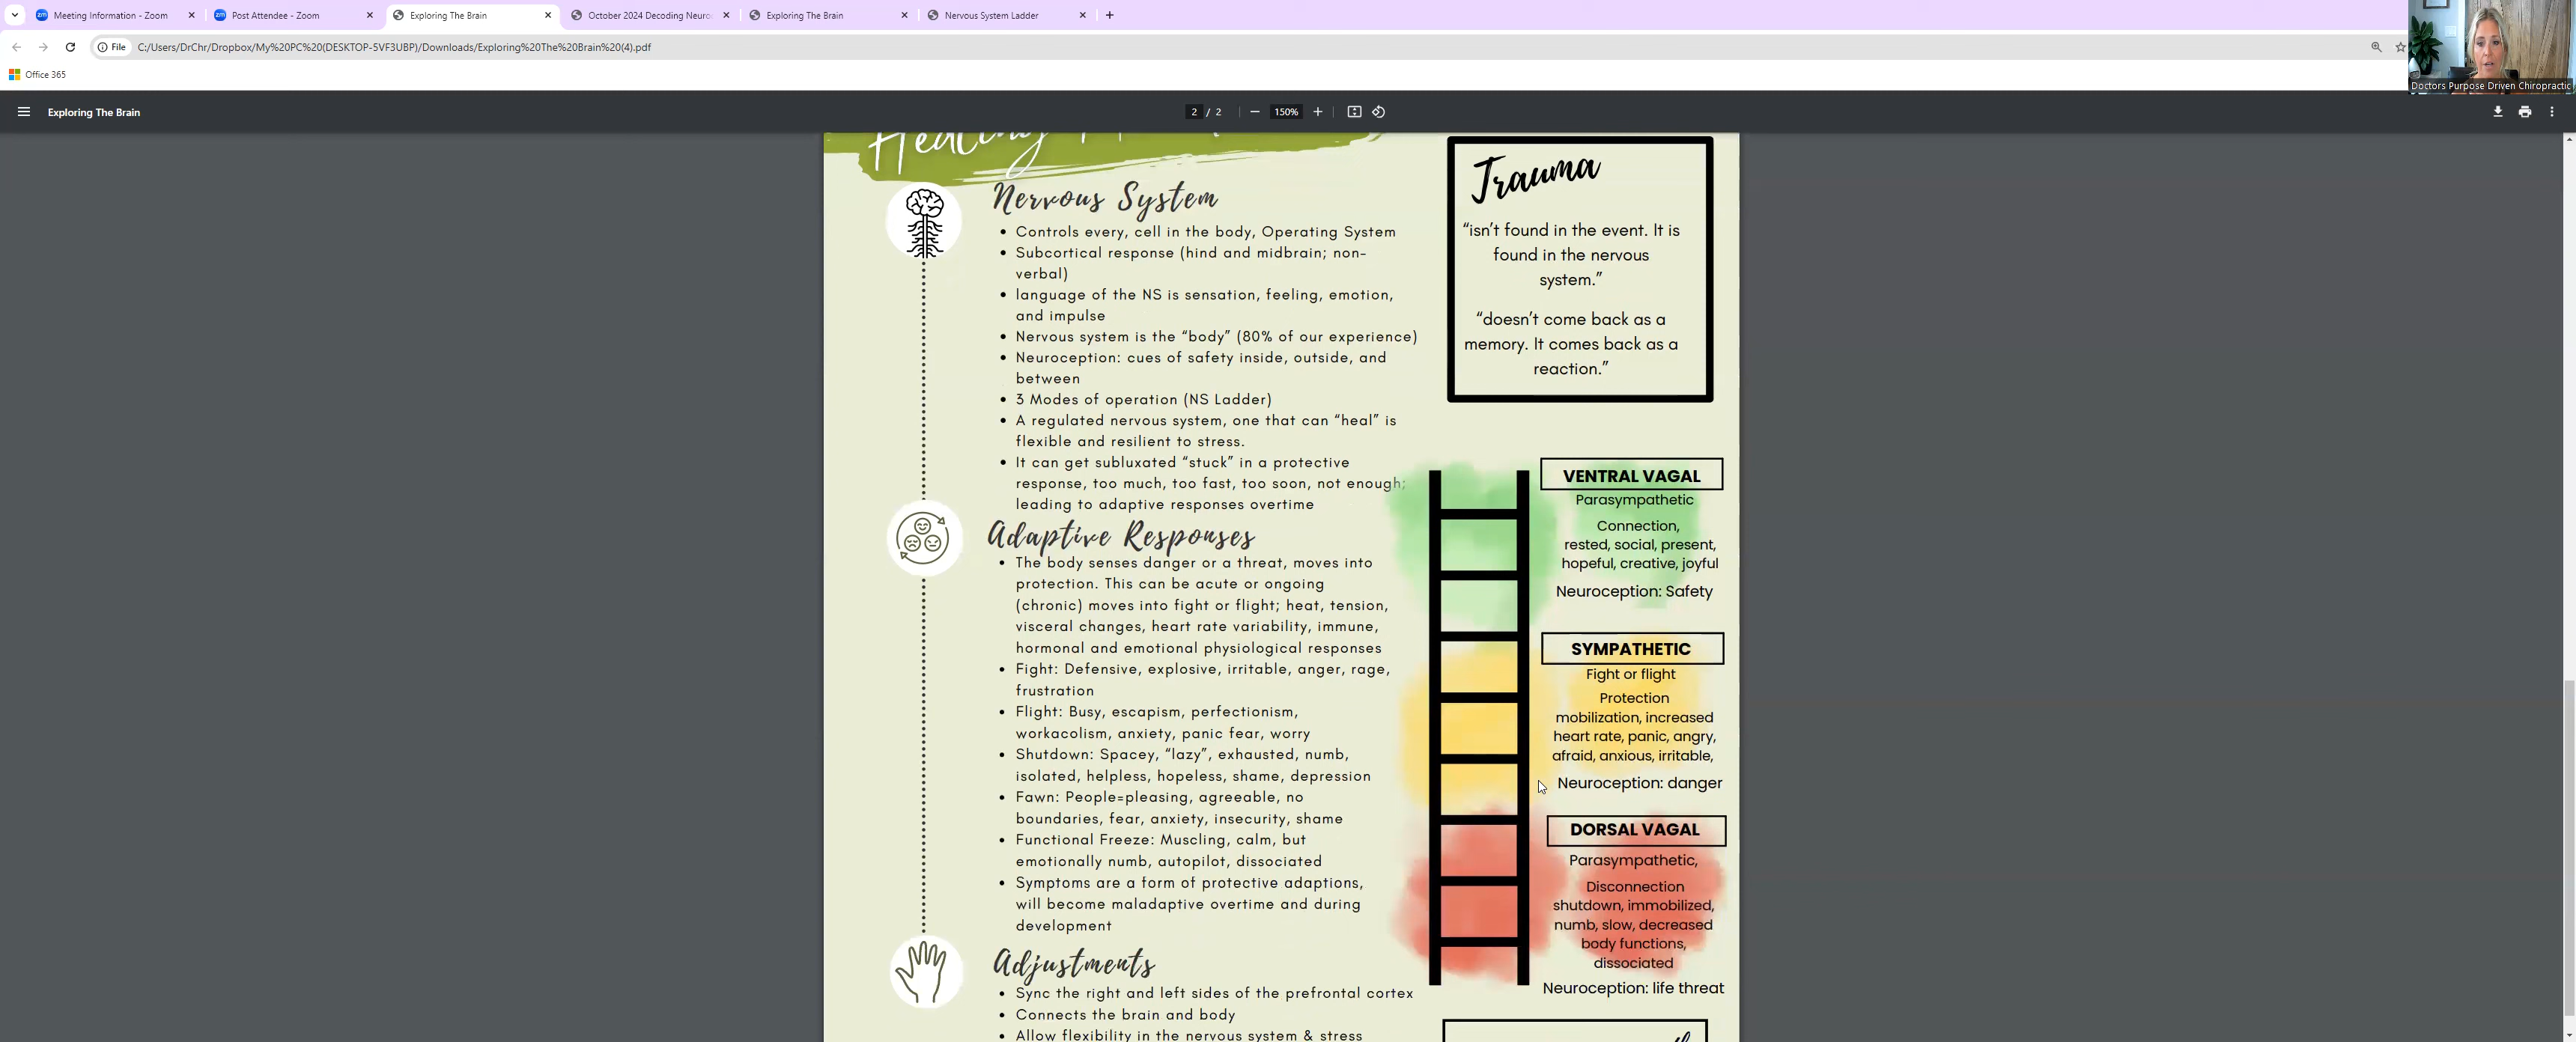 Meeting Information - Zoom
Post Attendee - Zoom
Exploring The Brain
October 2024 Decoding Neuro
Exploring The Brain
Nervous System Ladder
File
C:/Users/DrChr/Dropbox/My%20PC%20(DESKTOP-5VF3UBP)/Downloads/Exploring%20The%20Brain%20(4).pdf
Office 365
Doctors Purpose Driven Chiropractic
Exploring The Brain
2 / 2
150%
Healing
Nervous System
• Controls every, cell in the body, Operating System
• Subcortical response (hind and midbrain; non-
verbal)
• language of the NS is sensation, feeling, emotion,
and impulse
• Nervous system is the “body” (80% of our experience)
• Neuroception: cues of safety inside, outside, and
between
• 3 Modes of operation (NS Ladder)
• A regulated nervous system, one that can “heal” is
flexible and resilient to stress.
• It can get subluxated “stuck” in a protective
response, too much, too fast, too soon, not enough;
leading to adaptive responses overtime
Adaptive Responses
• The body senses danger or a threat, moves into
protection. This can be acute or ongoing
(chronic) moves into fight or flight; heat, tension,
visceral changes, heart rate variability, immune,
hormonal and emotional physiological responses
• Fight: Defensive, explosive, irritable, anger, rage,
frustration
• Flight: Busy, escapism, perfectionism,
workacolism, anxiety, panic fear, worry
• Shutdown: Spacey, “lazy”, exhausted, numb,
isolated, helpless, hopeless, shame, depression
• Fawn: People=pleasing, agreeable, no
boundaries, fear, anxiety, insecurity, shame
• Functional Freeze: Muscling, calm, but
emotionally numb, autopilot, dissociated
• Symptoms are a form of protective adaptions,
will become maladaptive overtime and during
development
Adjustments
• Sync the right and left sides of the prefrontal cortex
• Connects the brain and body
• Allow flexibility in the nervous system & stress
Trauma
“isn’t found in the event. It is
found in the nervous
system.”
“doesn’t come back as a
memory. It comes back as a
reaction.”
VENTRAL VAGAL
Parasympathetic
Connection,
rested, social, present,
hopeful, creative, joyful
Neuroception: Safety
SYMPATHETIC
Fight or flight
Protection
mobilization, increased
heart rate, panic, angry,
afraid, anxious, irritable,
Neuroception: danger
DORSAL VAGAL
Parasympathetic,
Disconnection
shutdown, immobilized,
numb, slow, decreased
body functions,
dissociated
Neuroception: life threat